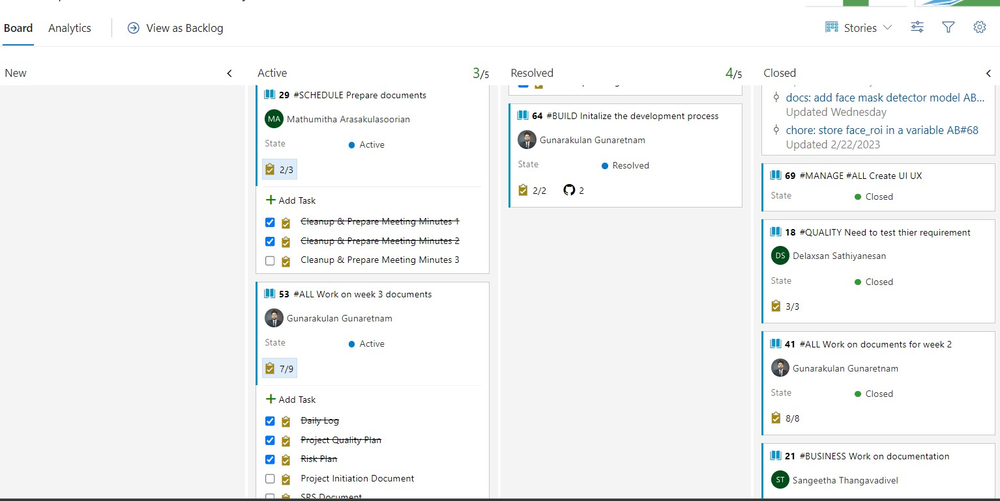 Board
Analytics
View as Backlog
Stories
New
Active
3/5
Resolved
4/5
Closed
29 #SCHEDULE Prepare documents
MA Mathumitha Arasakulasoorian
State
Active
2/3
Add Task
Cleanup & Prepare Meeting Minutes 1
Cleanup & Prepare Meeting Minutes 2
Cleanup & Prepare Meeting Minutes 3
53 #ALL Work on week 3 documents
Gunarakulan Gunaretnam
State
Active
7/9
Add Task
Daily Log
Project Quality Plan
Risk Plan
Project Initiation Document
SRS Document
64 #BUILD Initalize the development process
Gunarakulan Gunaretnam
State
Resolved
2/2
2
docs: add face mask detector model AB...
Updated Wednesday
chore: store face_roi in a variable AB#68
Updated 2/22/2023
69 #MANAGE #ALL Create UI UX
State
Closed
18 #QUALITY Need to test thier requirement
DS Delaxsan Sathiyanesan
State
Closed
3/3
41 #ALL Work on documents for week 2
Gunarakulan Gunaretnam
State
Closed
8/8
21 #BUSINESS Work on documentation
ST Sangeetha Thangavadivel